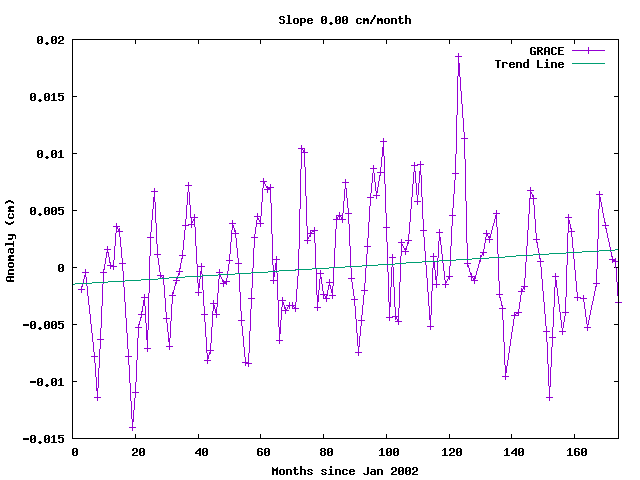 Slope 0.00 cm/month
GRACE
Trend Line
0.02
0.015
0.01
0.005
0
-0.005
-0.01
-0.015
Anomaly (cm)
0 20 40 60 80 100 120 140 160
Months since Jan 2002